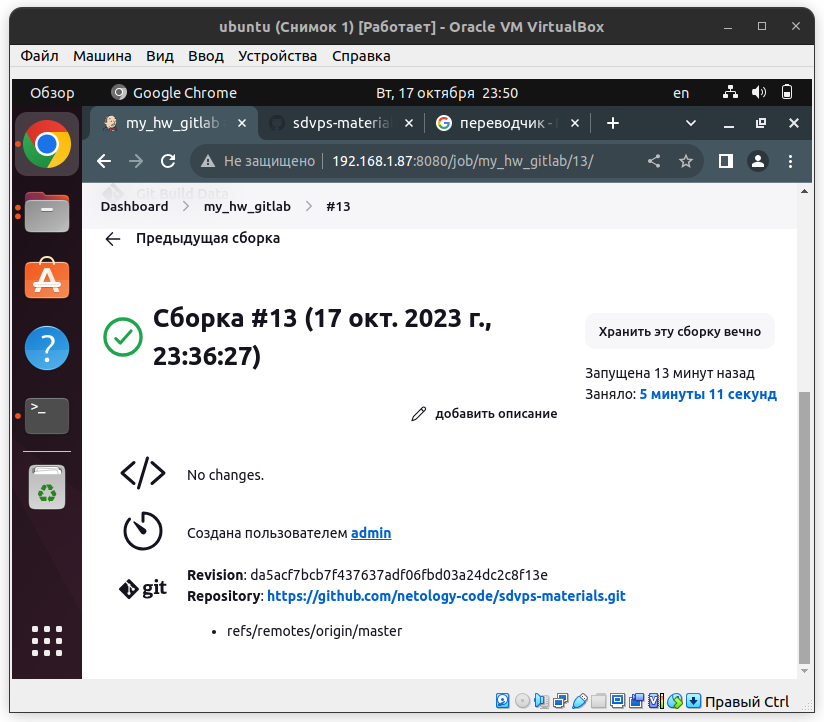 ubuntu (Снимок 1) [Работает] - Oracle VM VirtualBox
Файл Машина Вид Ввод Устройства Справка
Обзор Google Chrome Вт, 17 октября 23:50 en
my_hw_gitlab sdvps-materia переводчик -
Не защищено 192.168.1.87:8080/job/my_hw_gitlab/13/
Git Build Data
Dashboard my_hw_gitlab #13
Предыдущая сборка
Сборка #13 (17 окт. 2023 г.,
23:36:27)
Хранить эту сборку вечно
Запущена 13 минут назад
Заняло: 5 минуты 11 секунд
добавить описание
No changes.
Создана пользователем admin
git
Revision: da5acf7bcb7f437637adf06fbd03a24dc2c8f13e
Repository: https://github.com/netology-code/sdvps-materials.git
• refs/remotes/origin/master
Правый Ctrl